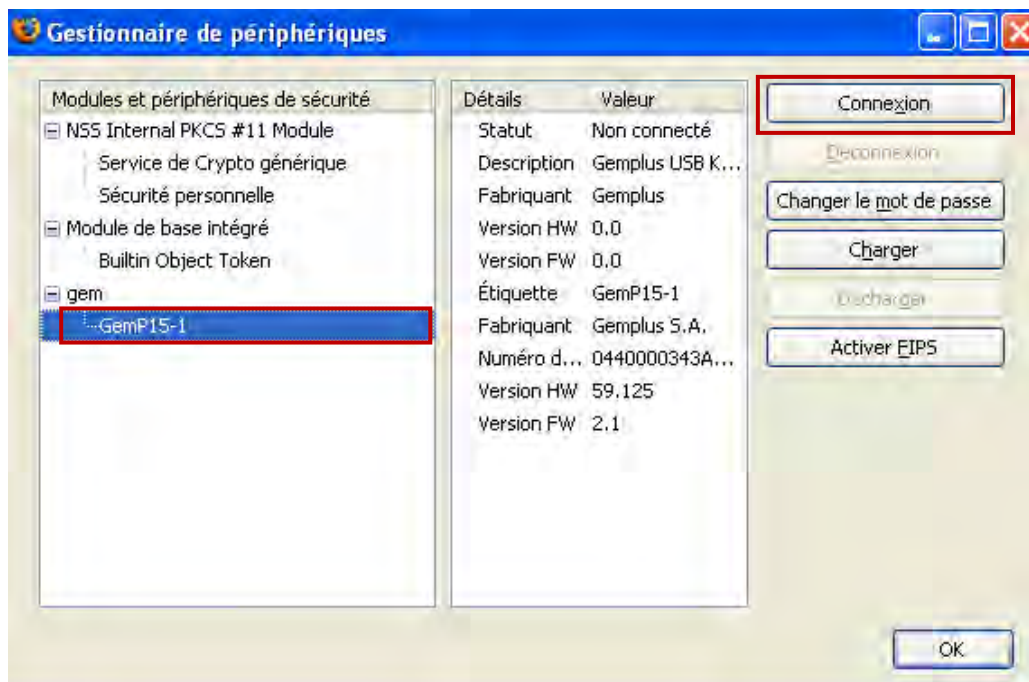 Gestionnaire de périphériques
Modules et périphériques de sécurité
NSS Internal PKCS #11 Module
Service de Crypto générique
Sécurité personnelle
Module de base intégré
Builtin Object Token
gem
GemP15-1
Détails Valeur
Statut Non connecté
Description Gemplus USB K...
Fabriquant Gemplus
Version HW 0.0
Version FW 0.0
Étiquette GemP15-1
Fabriquant Gemplus S.A.
Numéro d... 0440000343A...
Version HW 59.125
Version FW 2.1
Connexion
Déconnexion
Changer le mot de passe
Charger
Décharger
Activer FIPS
OK